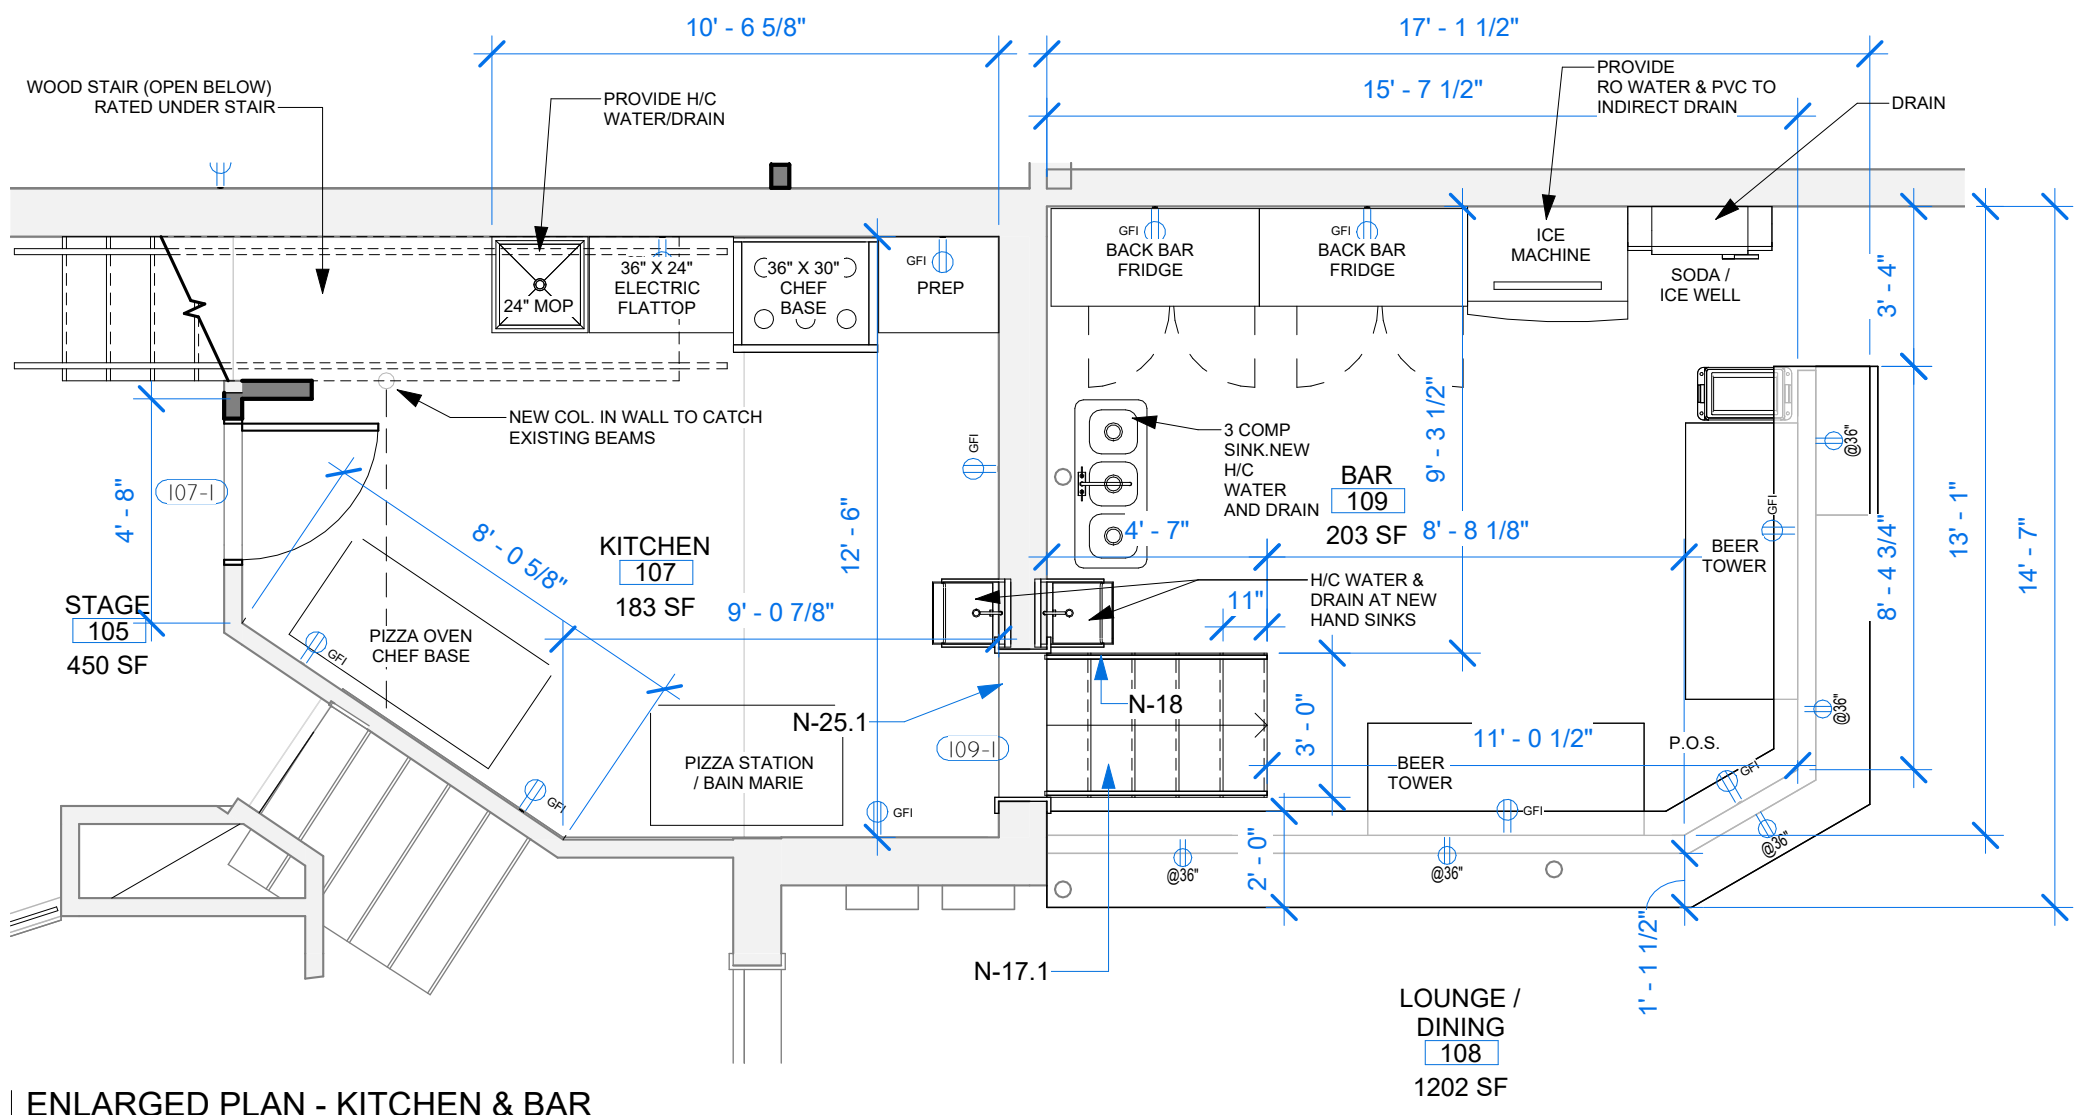 10' - 6 5/8"
17' - 1 1/2"
15' - 7 1/2"
WOOD STAIR (OPEN BELOW)
RATED UNDER STAIR
PROVIDE H/C
WATER/DRAIN
PROVIDE
RO WATER & PVC TO
INDIRECT DRAIN
DRAIN
24" MOP
36" X 24"
ELECTRIC
FLATTOP
36" X 30"
CHEF
BASE
GFI
PREP
GFI
BACK BAR
FRIDGE
GFI
BACK BAR
FRIDGE
ICE
MACHINE
SODA /
ICE WELL
3' - 4"
NEW COL. IN WALL TO CATCH
EXISTING BEAMS
GFI
3 COMP
SINK.NEW
H/C
WATER
AND DRAIN
9' - 3 1/2"
BAR
109
203 SF
@36"
107-1
4' - 8"
8' - 0 5/8"
KITCHEN
107
183 SF
12' - 6"
4' - 7"
8' - 8 1/8"
GFI
BEER
TOWER
8' - 4 3/4"
13' - 1"
14' - 7"
STAGE
105
450 SF
PIZZA OVEN
CHEF BASE
GFI
9' - 0 7/8"
11"
H/C WATER &
DRAIN AT NEW
HAND SINKS
N-25.1
N-18
109-1
3' - 0"
11' - 0 1/2"
P.O.S.
@36"
GFI
PIZZA STATION
/ BAIN MARIE
BEER
TOWER
GFI
GFI
GFI
@36"
@36"
@36"
2' - 0"
1' - 1 1/2"
N-17.1
LOUNGE /
DINING
108
1202 SF
ENLARGED PLAN - KITCHEN & BAR